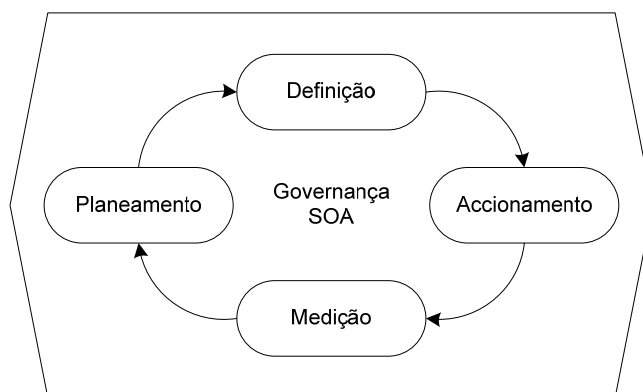 Definição
Planeamento
Governança
SOA
Accionamento
Medição